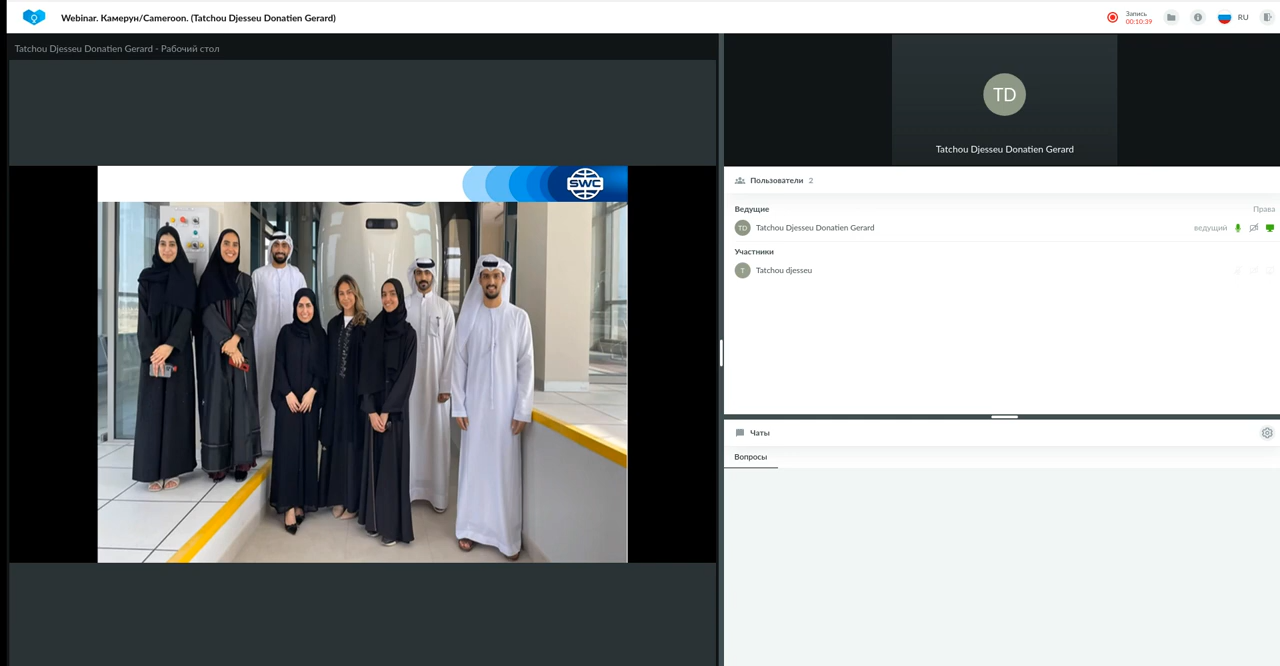 Webinar. Камерун/Cameroon. (Tatchou Djesseu Donatien Gerard)
Запись
00:10:39
RU
Tatchou Djesseu Donatien Gerard - Рабочий стол
SWC
TD
Tatchou Djesseu Donatien Gerard
Пользователи 2
Ведущие Права
TD Tatchou Djesseu Donatien Gerard ведущий
Участники
T Tatchou djesseu
Чаты
Вопросы